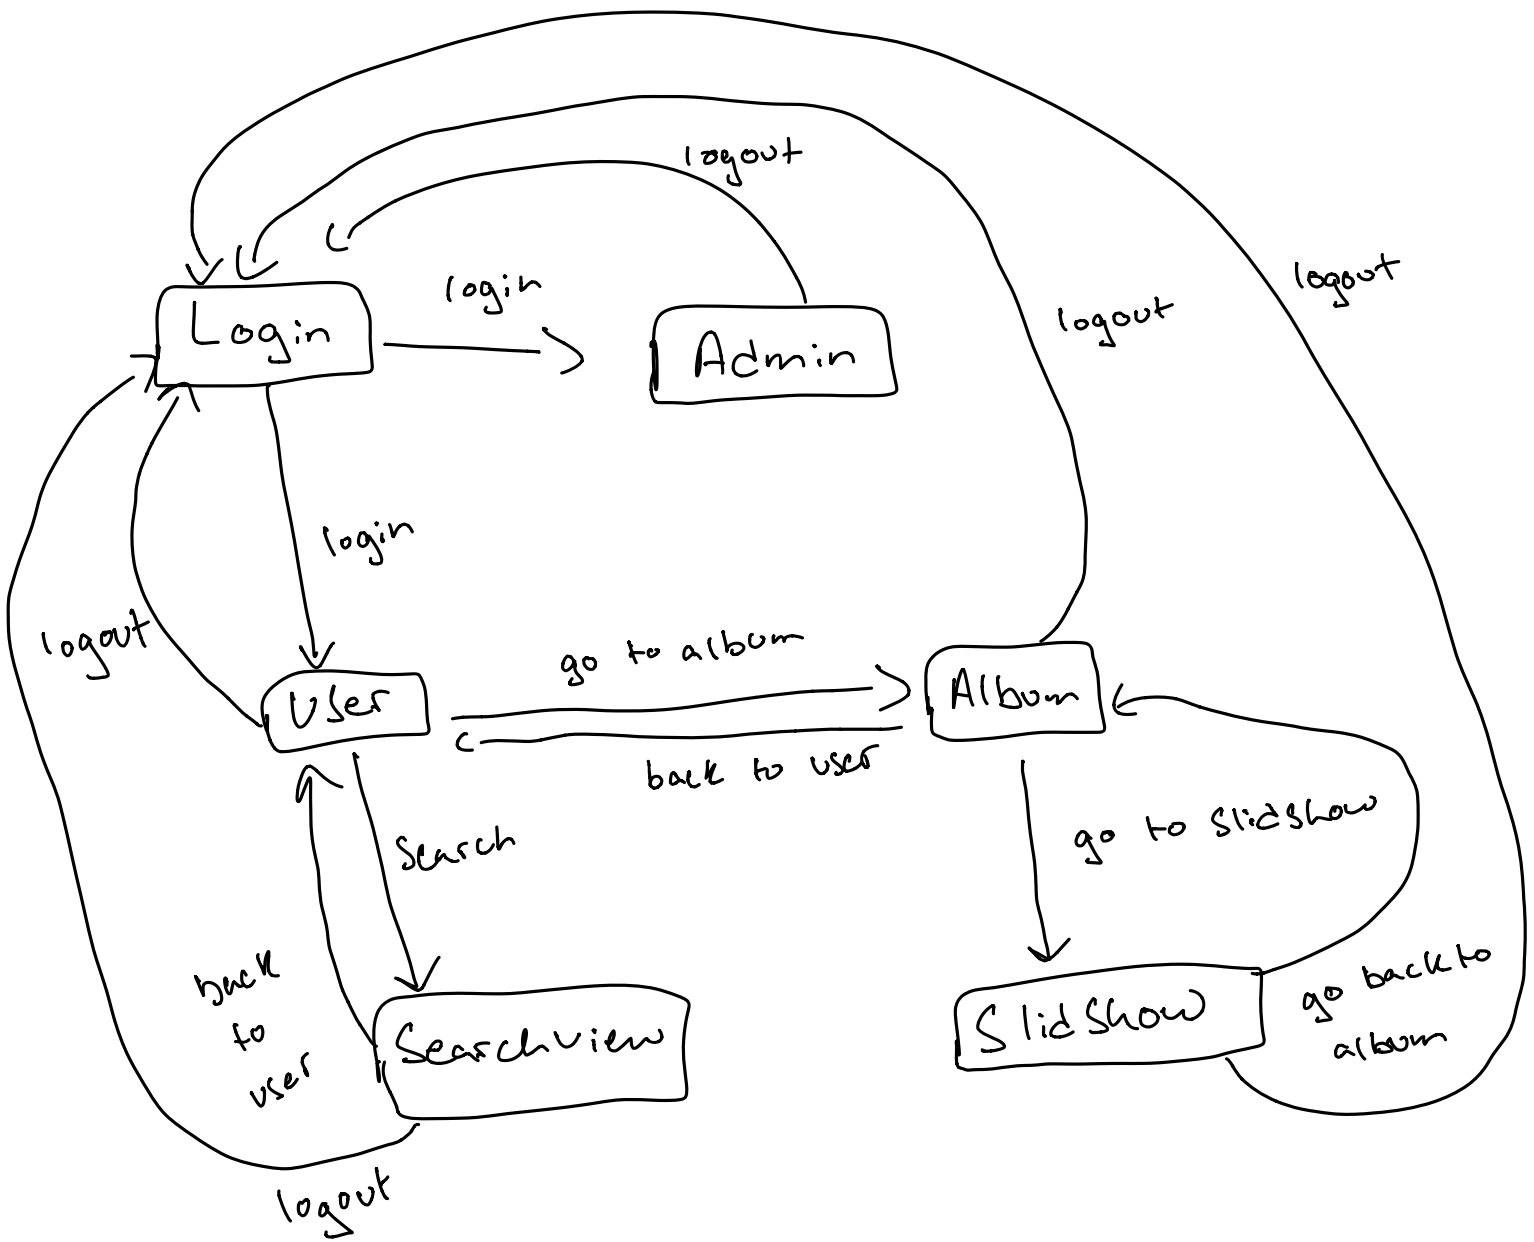 logout
logout
logout
login
Login
Admin
login
logout
go to album
User
Album
back to user
go to slidshow
Search
back
to
user
go back to
album
Searchview
SlidShow
logout